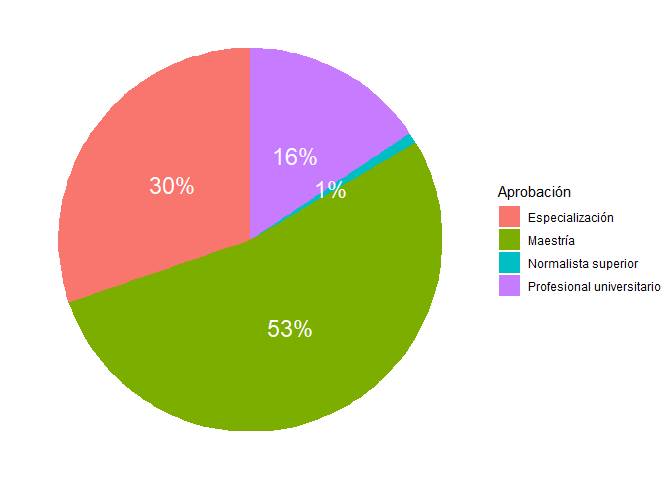 16%
30%
1%
53%
Aprobación
Especialización
Maestría
Normalista superior
Profesional universitario